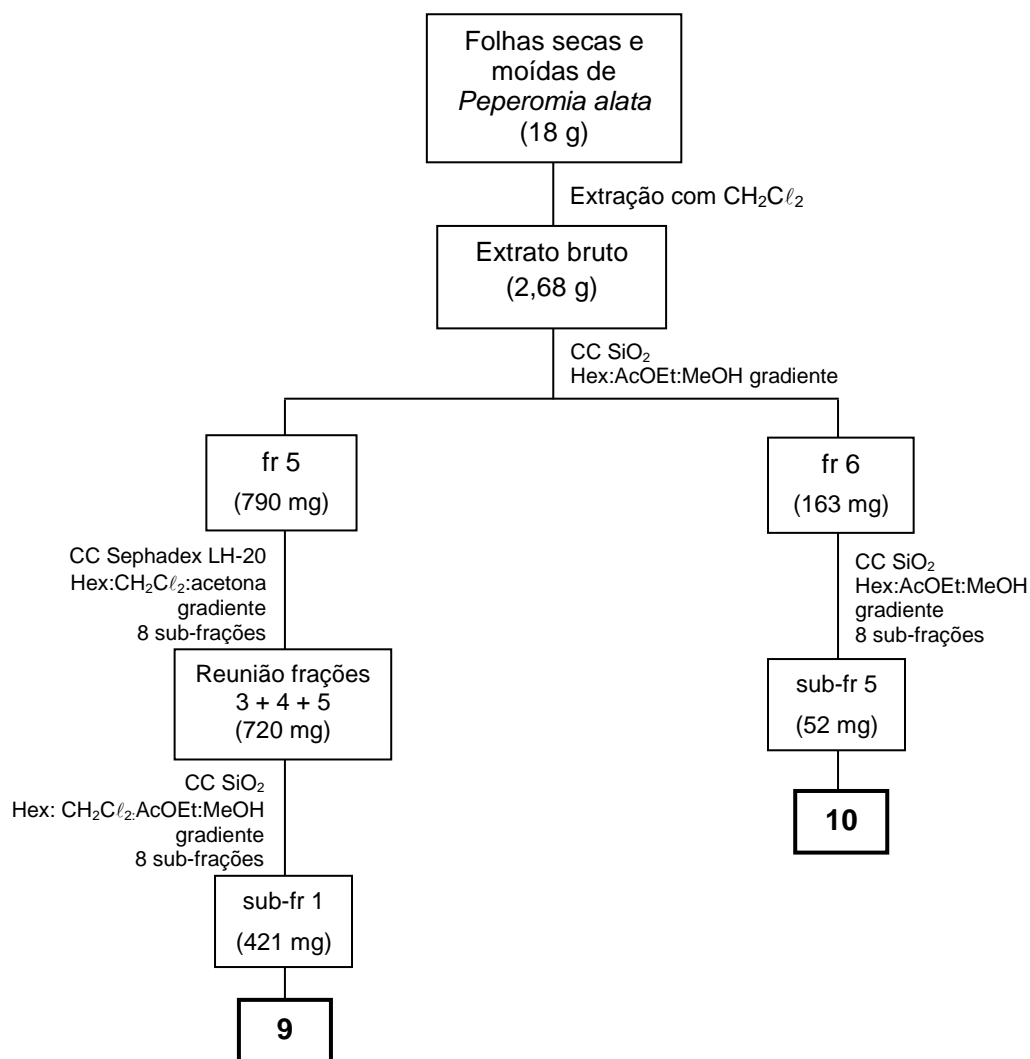 Folhas secas e
moídas de
Peperomia alata
(18 g)
Extração com CH₂Cℓ₂
Extrato bruto
(2,68 g)
CC SiO₂
Hex:AcOEt:MeOH gradiente
fr 5
(790 mg)
CC Sephadex LH-20
Hex:CH₂Cℓ₂:acetona
gradiente
8 sub-frações
Reunião frações
3 + 4 + 5
(720 mg)
CC SiO₂
Hex: CH₂Cℓ₂:AcOEt:MeOH
gradiente
8 sub-frações
sub-fr 1
(421 mg)
9
fr 6
(163 mg)
CC SiO₂
Hex:AcOEt:MeOH
gradiente
8 sub-frações
sub-fr 5
(52 mg)
10